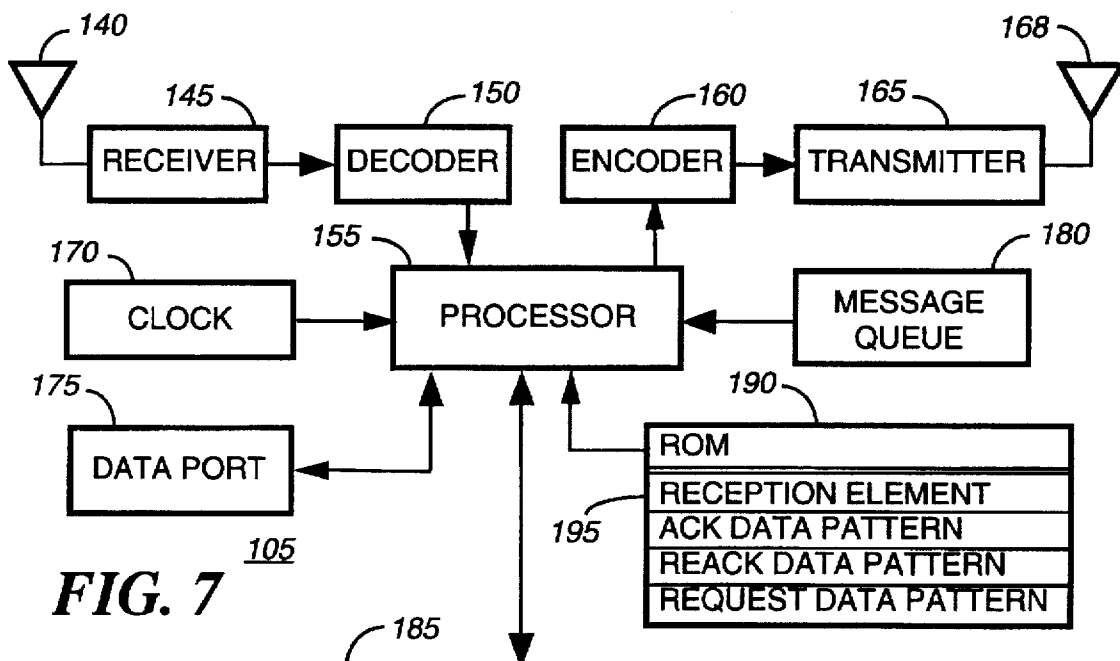 140
168
145
150
160
165
RECEIVER
DECODER
ENCODER
TRANSMITTER
155
170
180
CLOCK
PROCESSOR
MESSAGE
QUEUE
175
190
DATA PORT
ROM
195
RECEPTION ELEMENT
ACK DATA PATTERN
REACK DATA PATTERN
REQUEST DATA PATTERN
105
FIG. 7
185